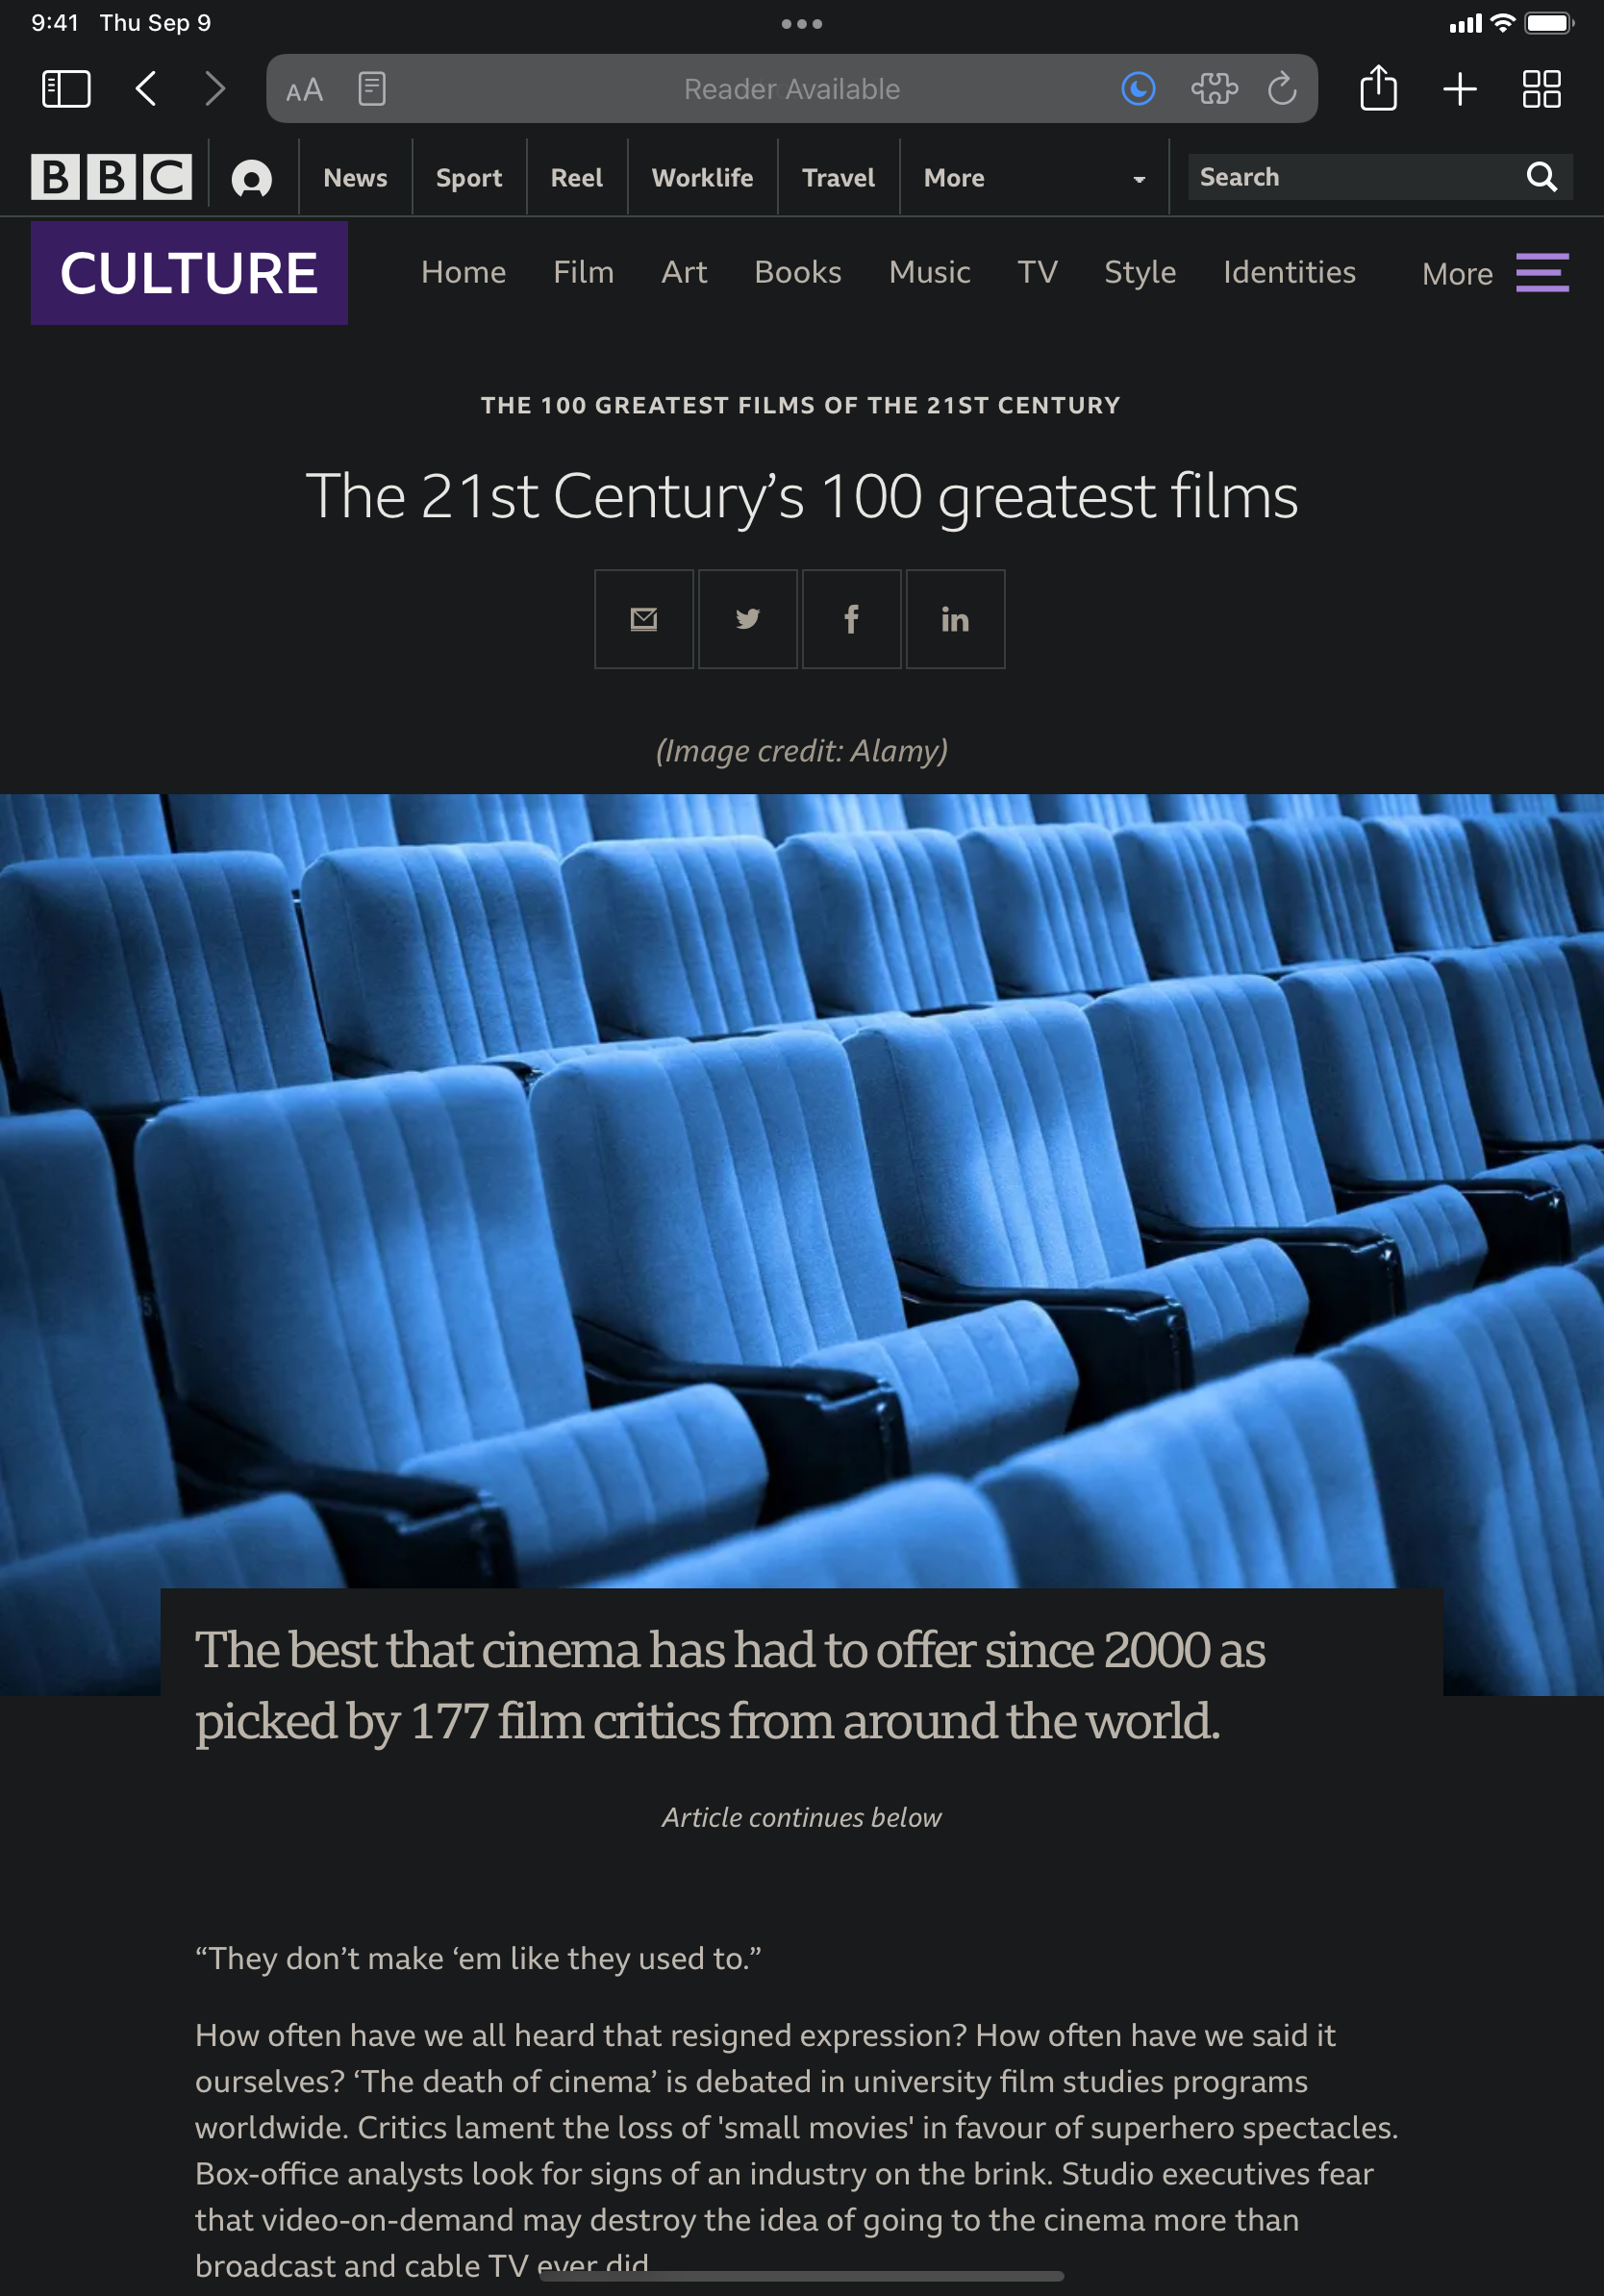 9:41 Thu Sep 9
AA Reader Available
BBC News Sport Reel Worklife Travel More Search
CULTURE Home Film Art Books Music TV Style Identities More
THE 100 GREATEST FILMS OF THE 21ST CENTURY
The 21st Century’s 100 greatest films
(Image credit: Alamy)
The best that cinema has had to offer since 2000 as
picked by 177 film critics from around the world.
Article continues below
“They don’t make ‘em like they used to.”
How often have we all heard that resigned expression? How often have we said it
ourselves? ‘The death of cinema’ is debated in university film studies programs
worldwide. Critics lament the loss of 'small movies' in favour of superhero spectacles.
Box-office analysts look for signs of an industry on the brink. Studio executives fear
that video-on-demand may destroy the idea of going to the cinema more than
broadcast and cable TV ever did